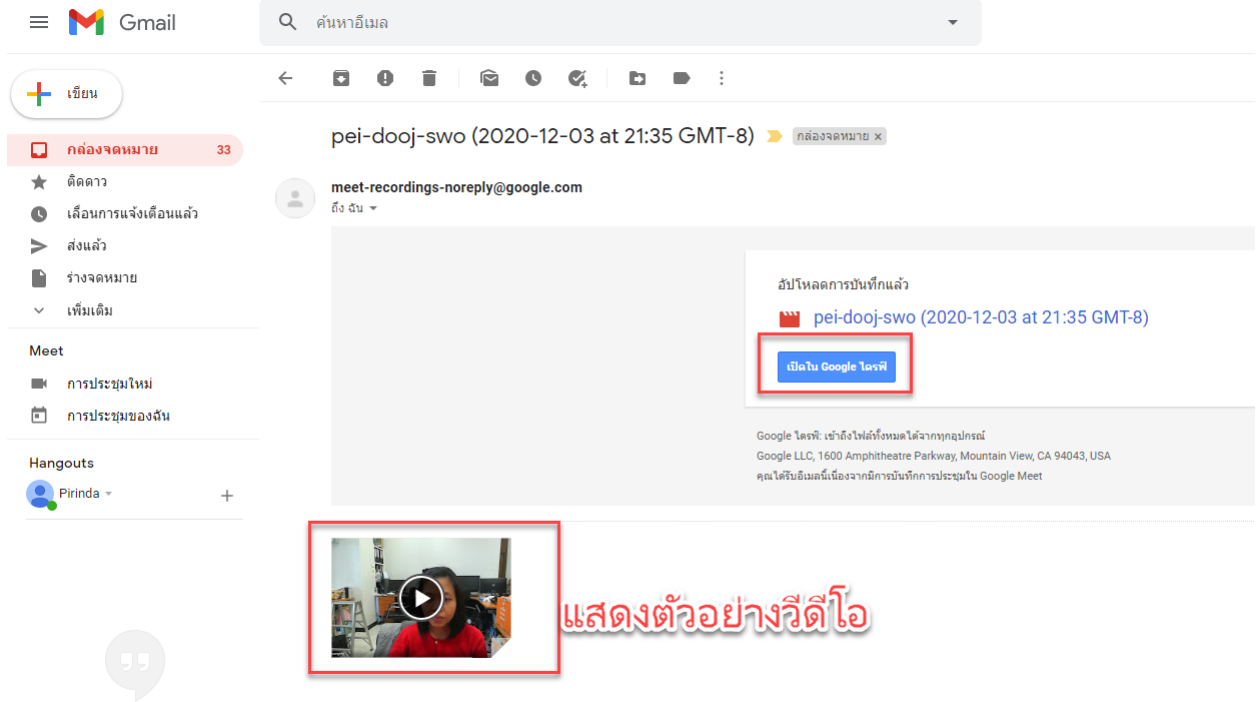 Gmail
ค้นหาอีเมล
เขียน
กล่องจดหมาย 33
ติดดาว
เลื่อนการแจ้งเตือนแล้ว
ส่งแล้ว
ร่างจดหมาย
เพิ่มเติม
Meet
การประชุมใหม่
การประชุมของฉัน
Hangouts
Pirinda
pei-dooj-swo (2020-12-03 at 21:35 GMT-8) กล่องจดหมาย ×
meet-recordings-noreply@google.com
ถึง ฉัน
อัปโหลดการบันทึกแล้ว
pei-dooj-swo (2020-12-03 at 21:35 GMT-8)
เปิดใน Google ไดรฟ์
Google ไดรฟ์: เข้าถึงไฟล์ทั้งหมดได้จากทุกอุปกรณ์
Google LLC, 1600 Amphitheatre Parkway, Mountain View, CA 94043, USA
คุณได้รับอีเมลนี้เนื่องจากมีการบันทึกการประชุมใน Google Meet
แสดงตัวอย่างวีดีโอ